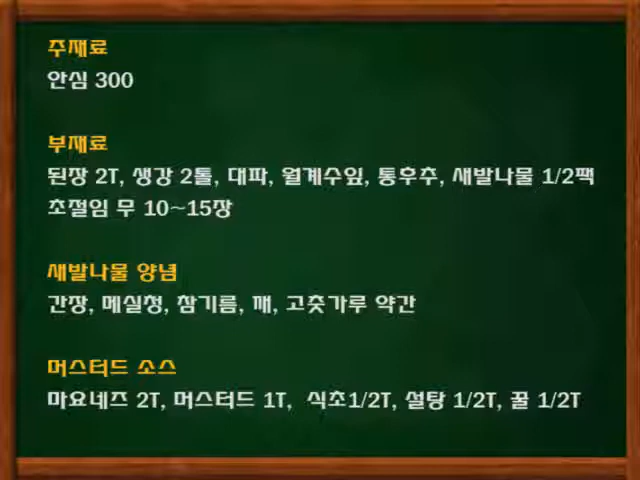 주재료
안심 300
부재료
된장 2T, 생강 2톨, 대파, 월계수잎, 통후추, 새발나물 1/2팩
초절임 무 10~15장
새발나물 양념
간장, 메실청, 참기름, 깨, 고춧가루 약간
머스터드 소스
마요네즈 2T, 머스터드 1T, 식초1/2T, 설탕 1/2T, 꿀 1/2T